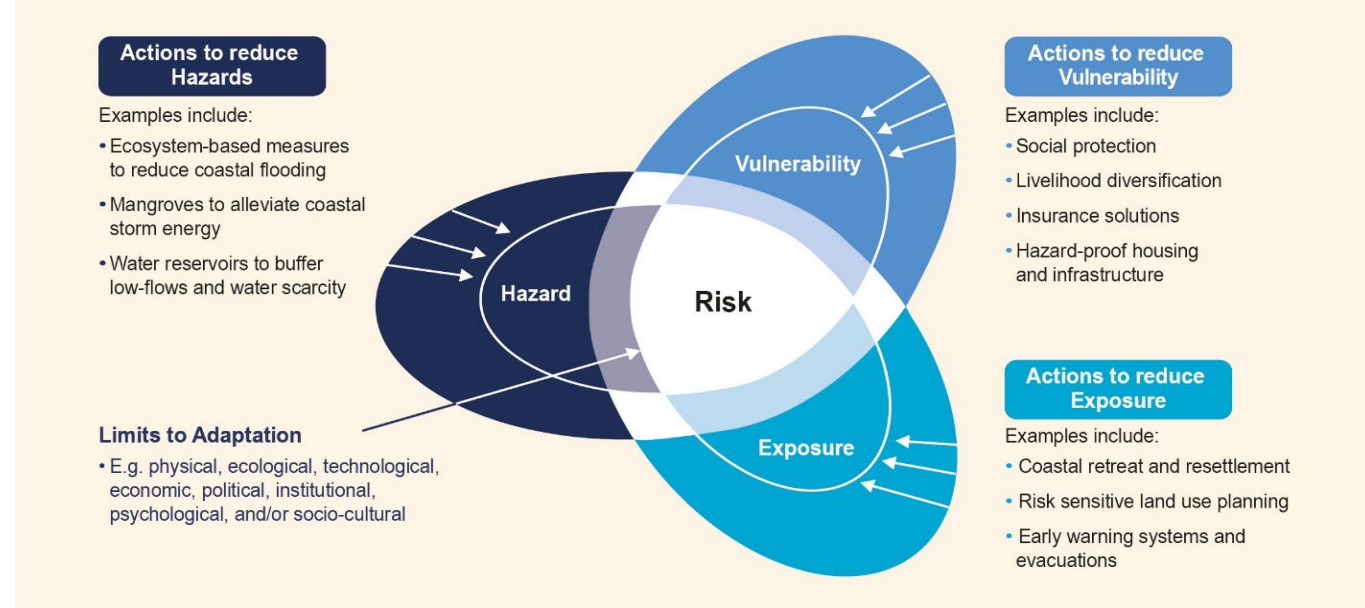 Actions to reduce
Hazards
Examples include:
• Ecosystem-based measures
to reduce coastal flooding
• Mangroves to alleviate coastal
storm energy
• Water reservoirs to buffer
low-flows and water scarcity
Limits to Adaptation
• E.g. physical, ecological, technological,
economic, political, institutional,
psychological, and/or socio-cultural
Hazard
Vulnerability
Risk
Exposure
Actions to reduce
Vulnerability
Examples include:
• Social protection
• Livelihood diversification
• Insurance solutions
• Hazard-proof housing
and infrastructure
Actions to reduce
Exposure
Examples include:
• Coastal retreat and resettlement
• Risk sensitive land use planning
• Early warning systems and
evacuations